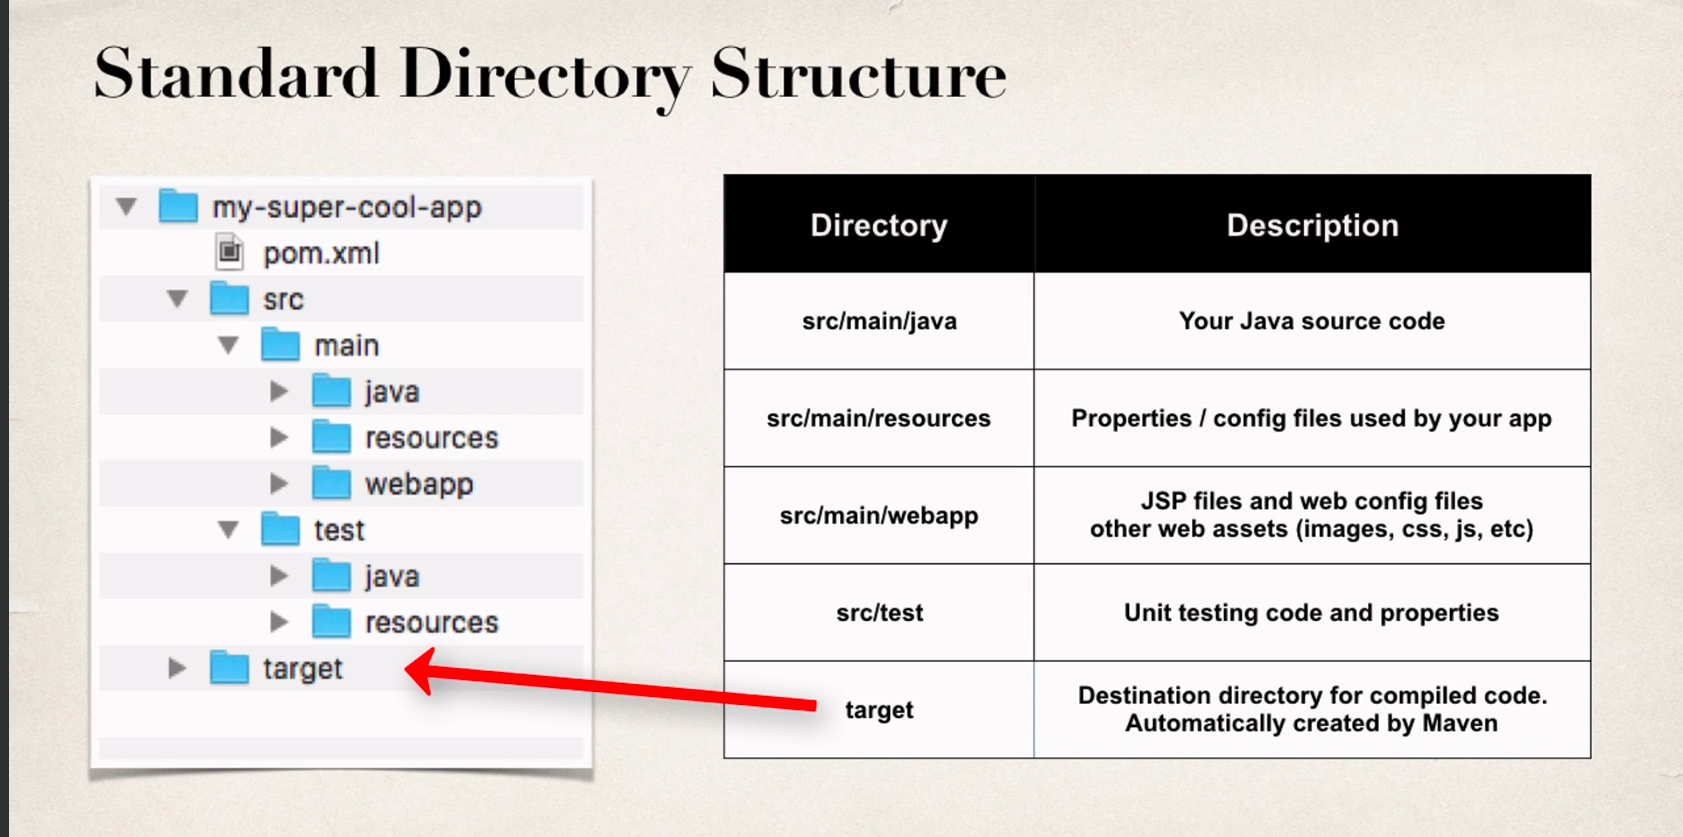 Standard Directory Structure
my-super-cool-app
pom.xml
src
main
java
resources
webapp
test
java
resources
target
Directory Description
src/main/java Your Java source code
src/main/resources Properties / config files used by your app
src/main/webapp JSP files and web config files
other web assets (images, css, js, etc)
src/test Unit testing code and properties
target Destination directory for compiled code.
Automatically created by Maven